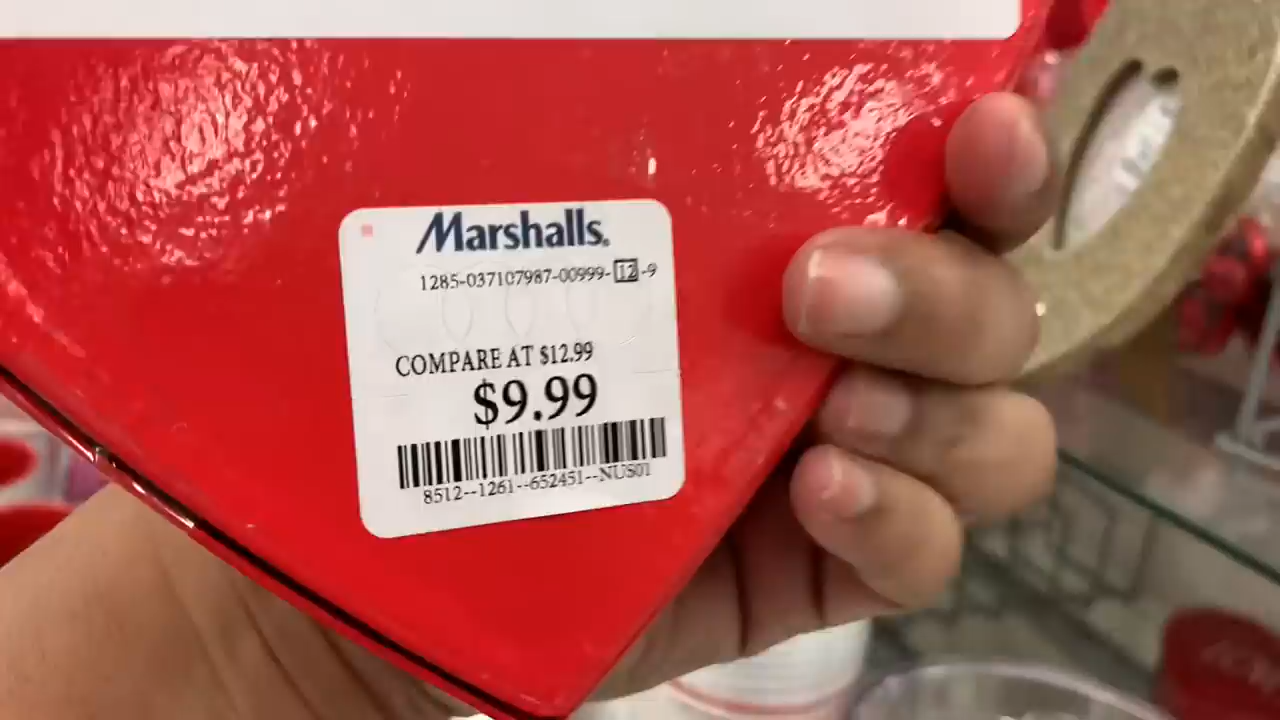 Marshalls.
1285-037107987-00999-12-9
COMPARE AT $12.99
$9.99
8512--1261--652451--NUS01